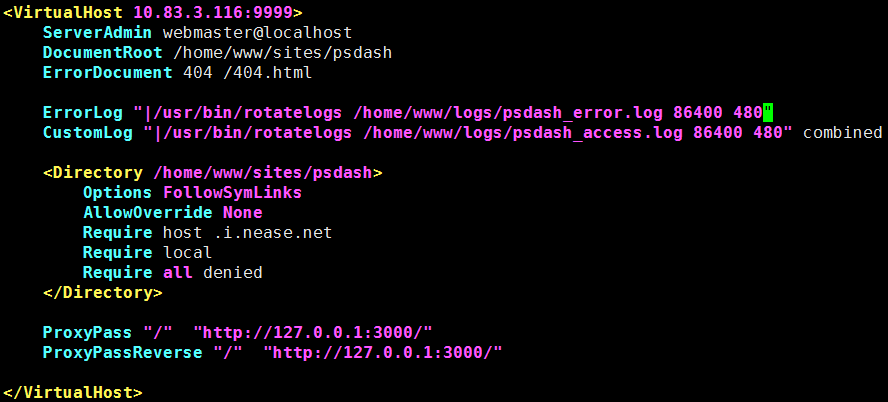 <VirtualHost 10.83.3.116:9999>
    ServerAdmin webmaster@localhost
    DocumentRoot /home/www/sites/psdash
    ErrorDocument 404 /404.html

    ErrorLog "|/usr/bin/rotatelogs /home/www/logs/psdash_error.log 86400 480"
    CustomLog "|/usr/bin/rotatelogs /home/www/logs/psdash_access.log 86400 480" combined

    <Directory /home/www/sites/psdash>
        Options FollowSymLinks
        AllowOverride None
        Require host .i.nease.net
        Require local
        Require all denied
    </Directory>

    ProxyPass "/"  "http://127.0.0.1:3000/"
    ProxyPassReverse "/"  "http://127.0.0.1:3000/"

</VirtualHost>